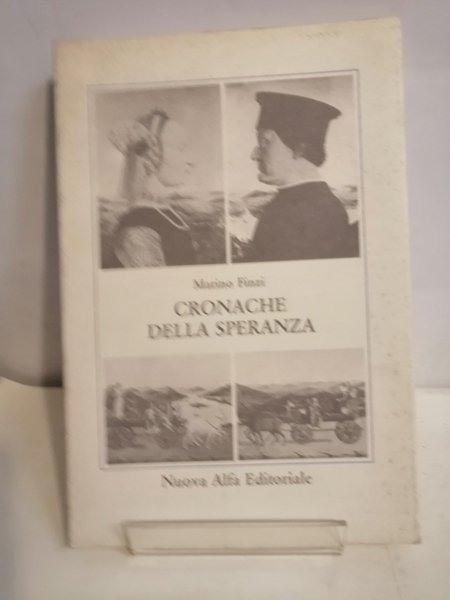 Marino Finzi
CRONACHE
DELLA SPERANZA
Nuova Alfa Editoriale